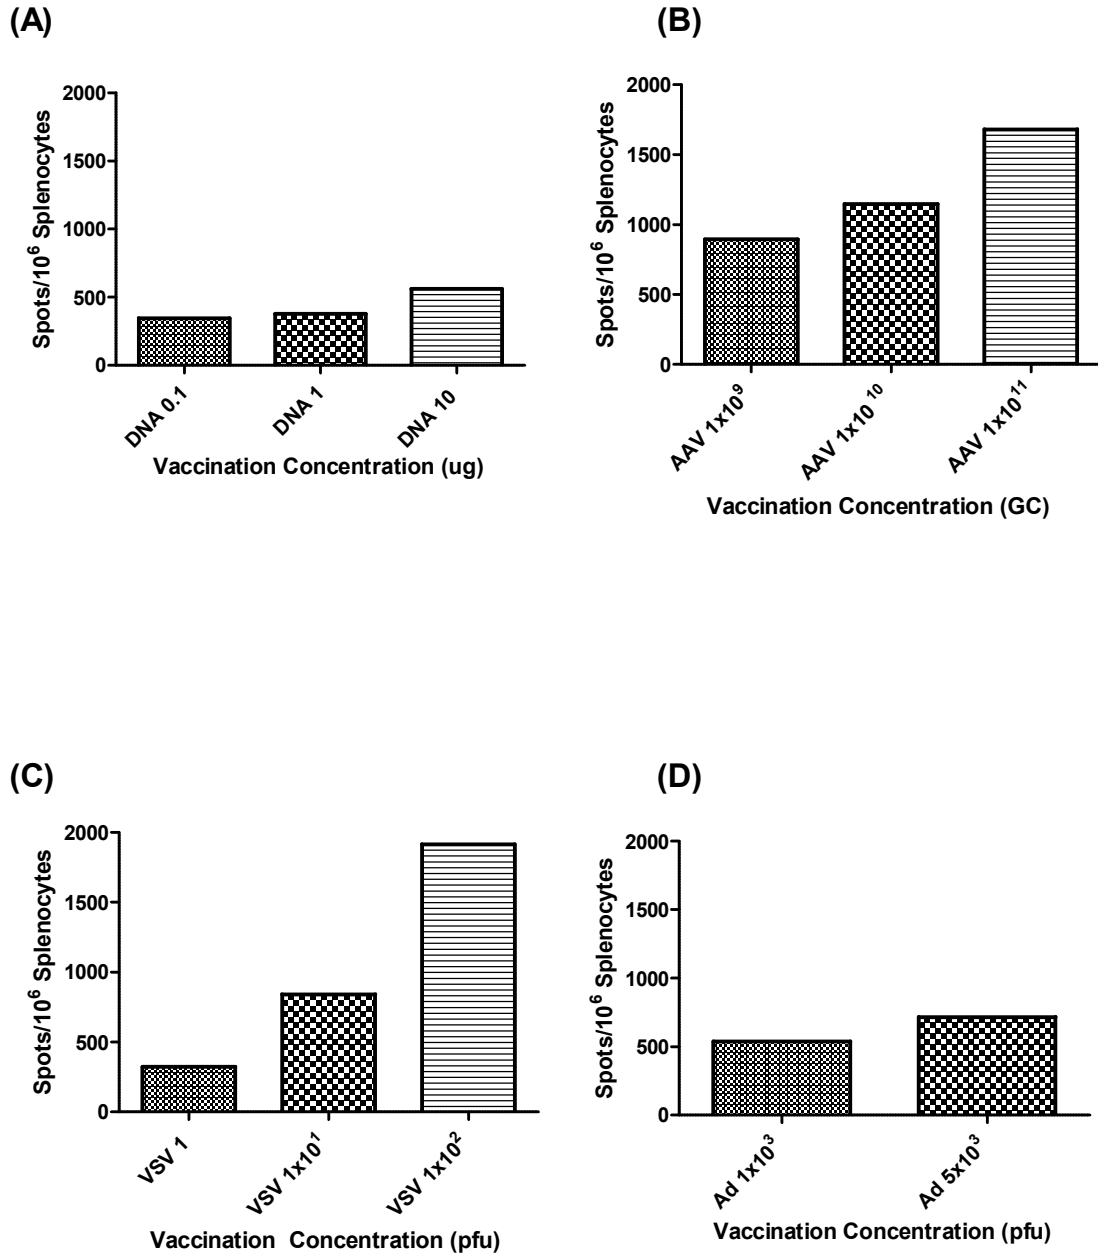 (A)
Spots/10⁶ Splenocytes
2000
1500
1000
500
0
DNA 0.1
DNA 1
DNA 10
Vaccination Concentration (ug)
(B)
Spots/10⁶ Splenocytes
2000
1500
1000
500
0
AAV 1x10⁹
AAV 1x10¹⁰
AAV 1x10¹¹
Vaccination Concentration (GC)
(C)
Spots/10⁶ Splenocytes
2000
1500
1000
500
0
VSV 1
VSV 1x10¹
VSV 1x10²
Vaccination Concentration (pfu)
(D)
Spots/10⁶ Splenocytes
2000
1500
1000
500
0
Ad 1x10³
Ad 5x10³
Vaccination Concentration (pfu)